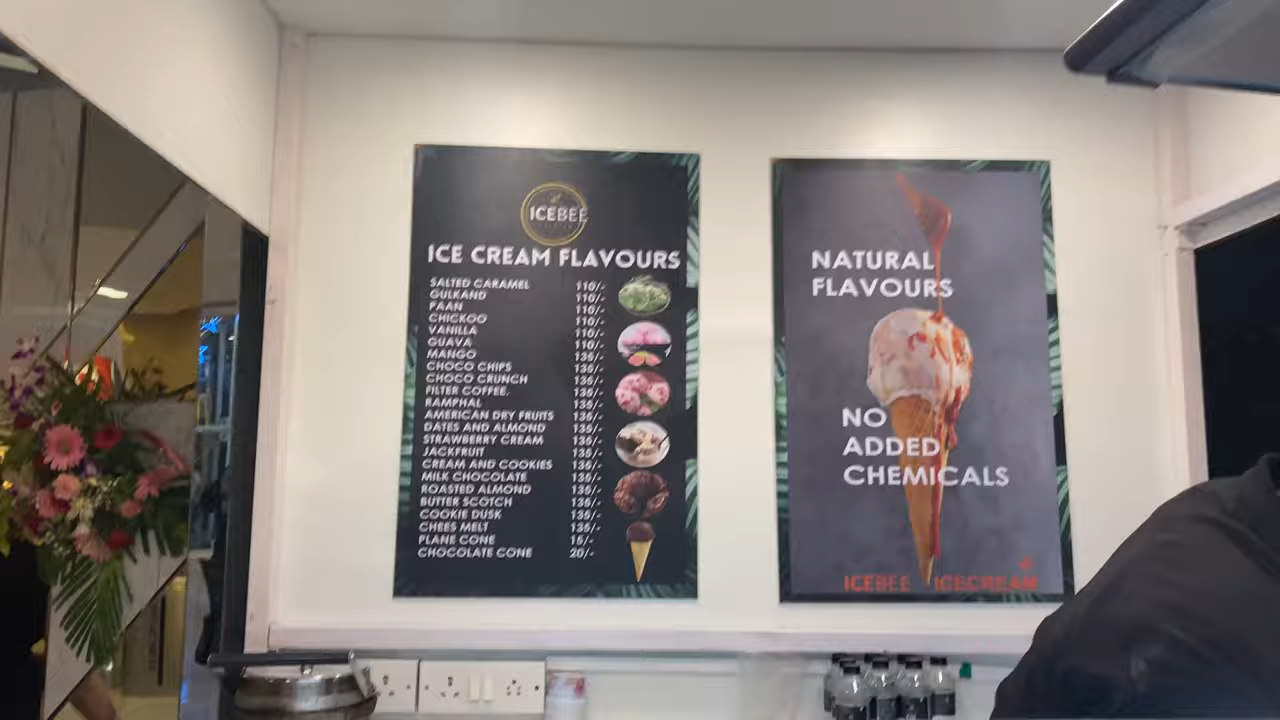 ICEBEE
ICE CREAM FLAVOURS
SALTED CARAMEL 110/-
GULKAND 110/-
PAAN 110/-
CHICKOO 110/-
VANILLA 110/-
GUAVA 110/-
MANGO 135/-
CHOCO CHIPS 135/-
CHOCO CRUNCH 135/-
FILTER COFFEE. 135/-
RAMPHAL 135/-
AMERICAN DRY FRUITS 135/-
DATES AND ALMOND 135/-
STRAWBERRY CREAM 135/-
JACKFRUIT 135/-
CREAM AND COOKIES 135/-
MILK CHOCOLATE 135/-
ROASTED ALMOND 135/-
BUTTER SCOTCH 135/-
COOKIE DUSK 135/-
CHEES MELT 135/-
PLANE CONE 15/-
CHOCOLATE CONE 20/-
NATURAL
FLAVOURS
NO
ADDED
CHEMICALS
ICEBEE ICECREAM